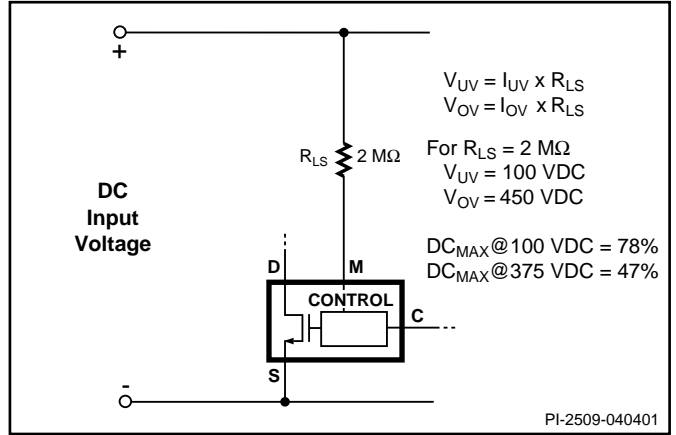 +
V_UV = I_UV x R_LS
V_OV = I_OV x R_LS
R_LS 2 MΩ
For R_LS = 2 MΩ
V_UV = 100 VDC
V_OV = 450 VDC
DC
Input
Voltage
DC_MAX@100 VDC = 78%
DC_MAX@375 VDC = 47%
D M
CONTROL
C
S
-
PI-2509-040401